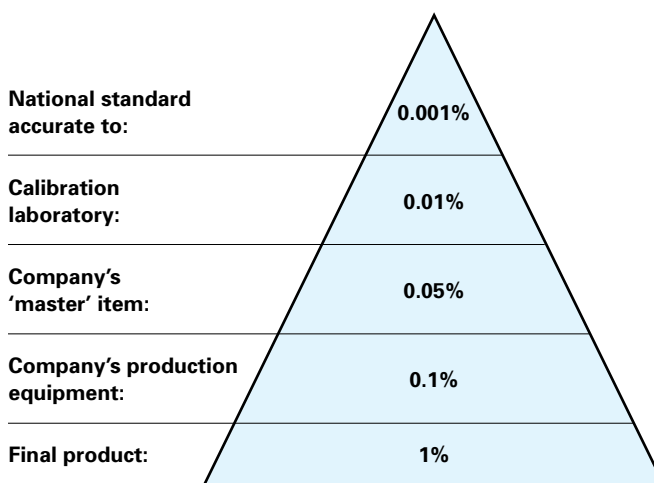 National standard
accurate to:
0.001%
Calibration
laboratory:
0.01%
Company’s
‘master’ item:
0.05%
Company’s production
equipment:
0.1%
Final product:
1%